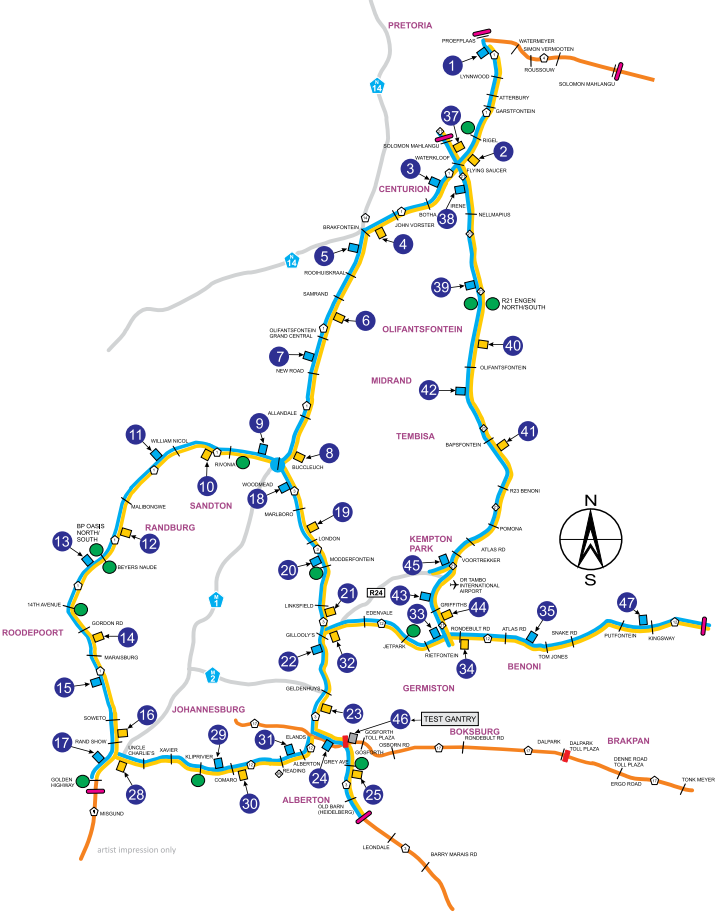 PRETORIA
PROEFPLAAS
WATERMEYER
SIMON VERMOOTEN
ROUSSOUW
SOLOMON MAHLANGU
1
LYNNWOOD
N
14
ATTERBURY
GARSTFONTEIN
37
RIGEL
SOLOMON MAHLANGU
2
WATERKLOOF
FLYING SAUCER
3
CENTURION
IRENE
38
BOTHA
NELLMAPIUS
JOHN VORSTER
BRAKFONTEIN
4
5
N
14
ROOIHUISKRAAL
39
SAMRAND
R21 ENGEN
NORTH/SOUTH
6
OLIFANTSFONTEIN
OLIFANTSFONTEIN
GRAND CENTRAL
40
7
NEW ROAD
OLIFANTSFONTEIN
MIDRAND
42
ALLANDALE
11
WILLIAM NICOL
9
TEMBISA
41
BAPSFONTEIN
8
BUCCLEUCH
RIVONIA
10
WOODMEAD
18
R23 BENONI
SANDTON
MALIBONGWE
MARLBORO
19
N
S
BP OASIS
NORTH/
SOUTH
RANDBURG
12
LONDON
POMONA
13
KEMPTON
PARK
ATLAS RD
20
MODDERFONTEIN
45
VOORTREKKER
BEYERS NAUDE
OR TAMBO
INTERNATIONAL
AIRPORT
R24
M
1
43
14TH AVENUE
LINKSFIELD
21
EDENVALE
33
GRIFFITHS
44
GORDON RD
35
47
ROODEPOORT
14
GILLOOLY'S
32
RONDEBULT RD
ATLAS RD
SNAKE RD
PUTFONTEIN
KINGSWAY
JETPARK
RIETFONTEIN
34
TOM JONES
MARAISBURG
22
BENONI
M
2
15
GELDENHUYS
GERMISTON
SOWETO
16
JOHANNESBURG
23
46
TEST GANTRY
RAND SHOW
29
31
ELANDS
GOSFORTH
TOLL PLAZA
BOKSBURG
RONDEBULT RD
17
UNCLE
CHARLIE'S
XAVIER
KLIPRIVIER
OSBORN RD
DALPARK
BRAKPAN
GOSFORTH
DALPARK
TOLL PLAZA
ALBERTON
GREY AVE
24
READING
DENNE ROAD
TOLL PLAZA
GOLDEN
HIGHWAY
28
COMARO
30
25
ERGO ROAD
TONK METER
ALBERTON
OLD BARN
(HEIDELBERG)
MISGUND
artist impression only
LEONDALE
BARRY MARAIS RD